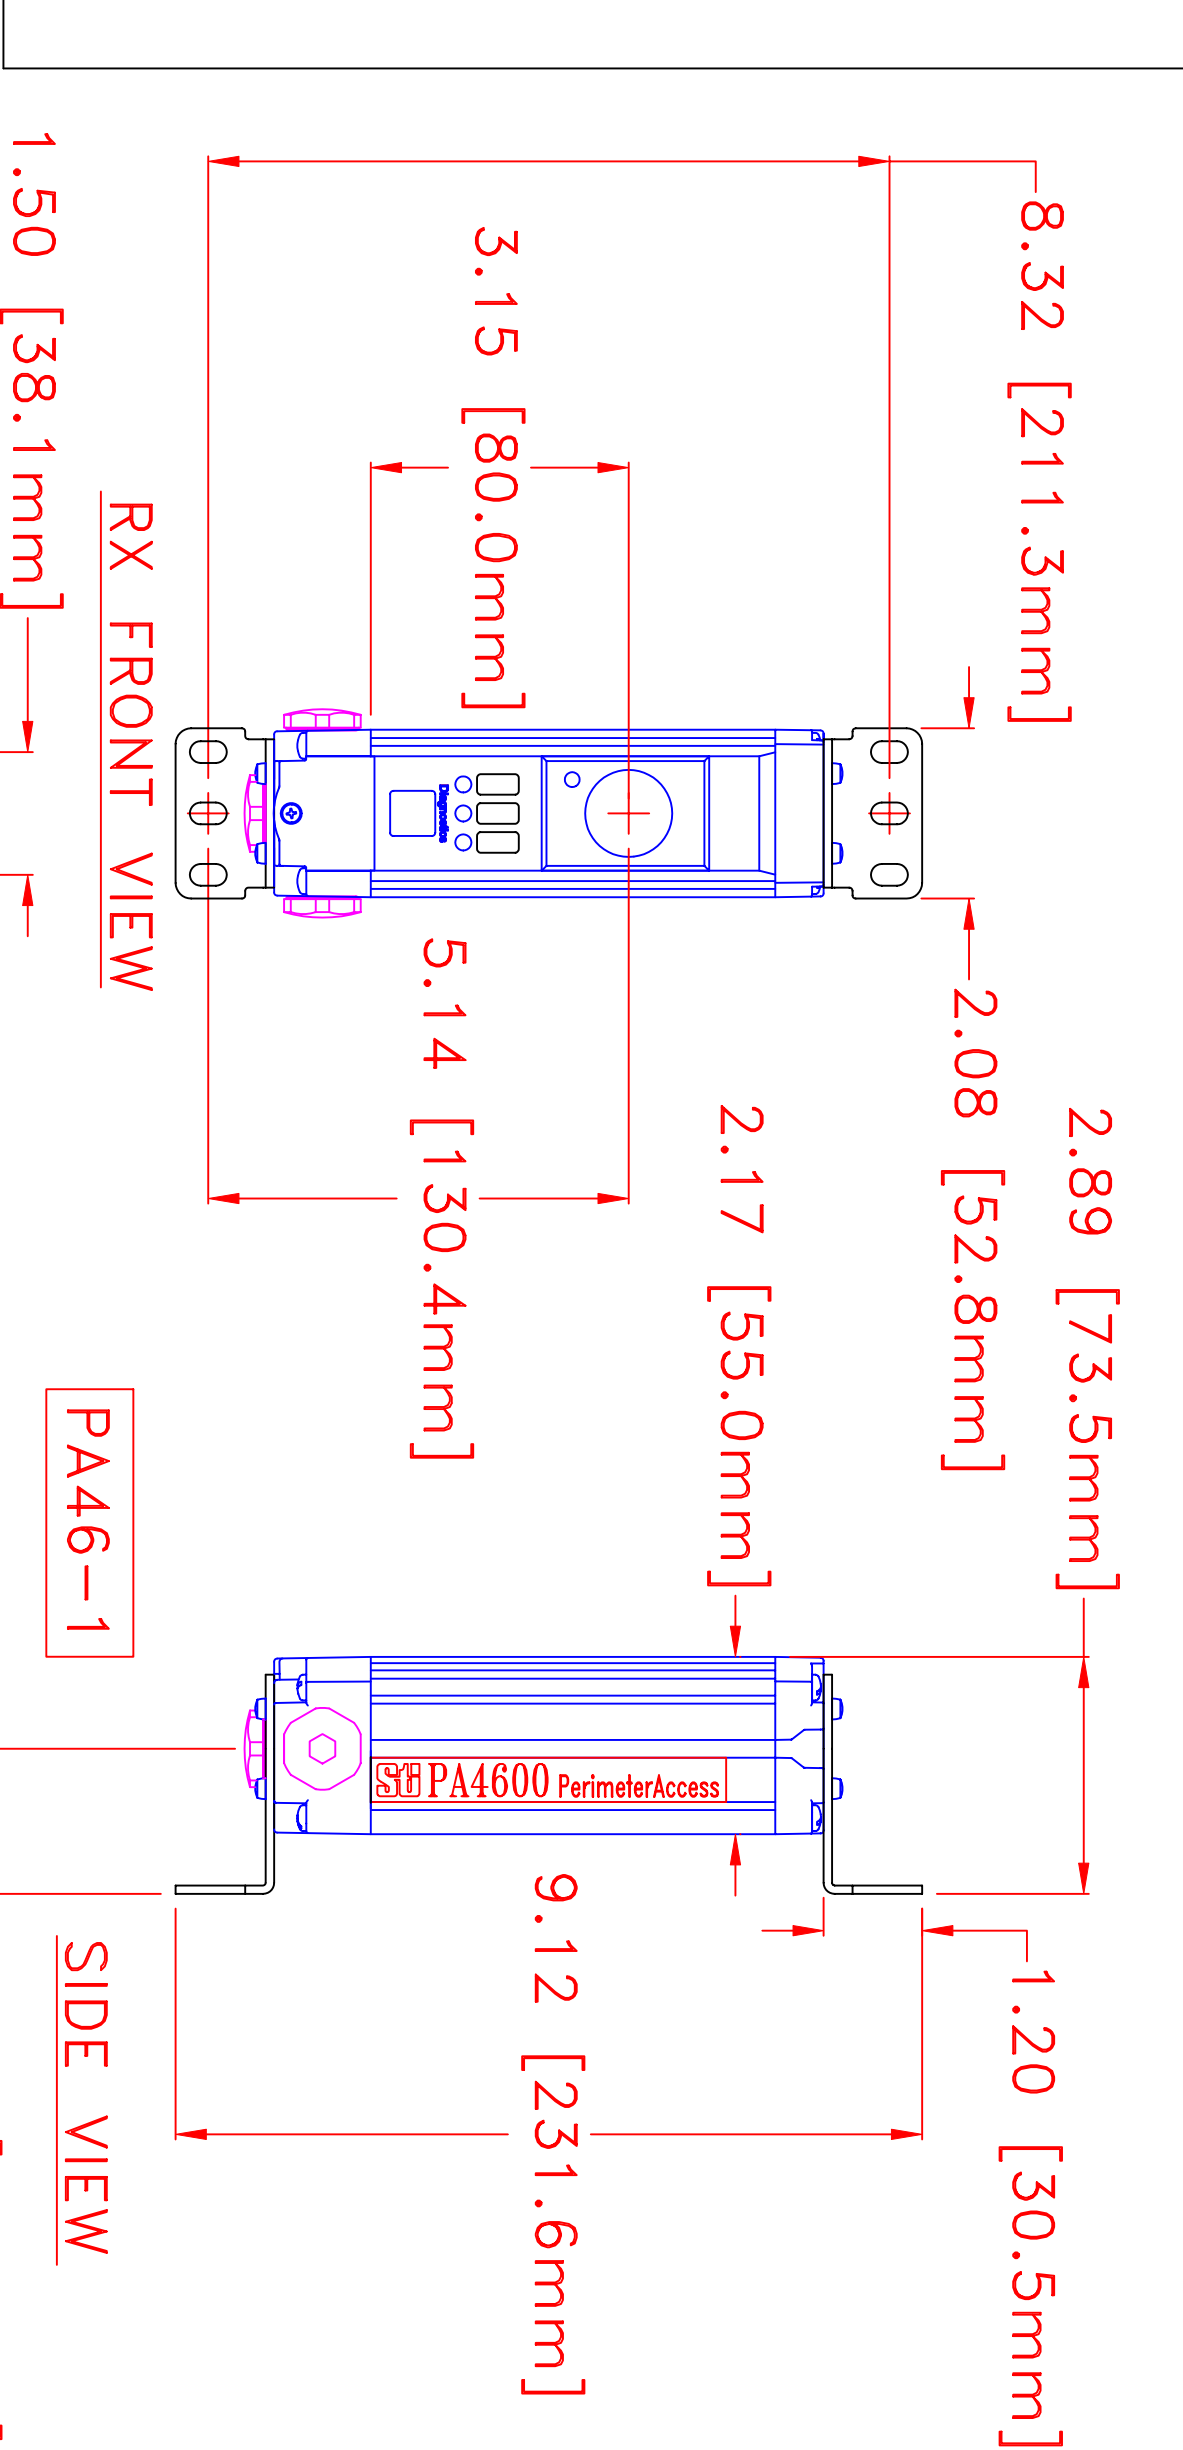 8.32 [211.3mm]
3.15 [80.0mm]
1.50 [38.1mm]
Diagnostics
RX FRONT VIEW
2.08 [52.8mm]
5.14 [130.4mm]
2.89 [73.5mm]
2.17 [55.0mm]
PA46-1
sti PA4600 PerimeterAccess
1.20 [30.5mm]
9.12 [231.6mm]
SIDE VIEW